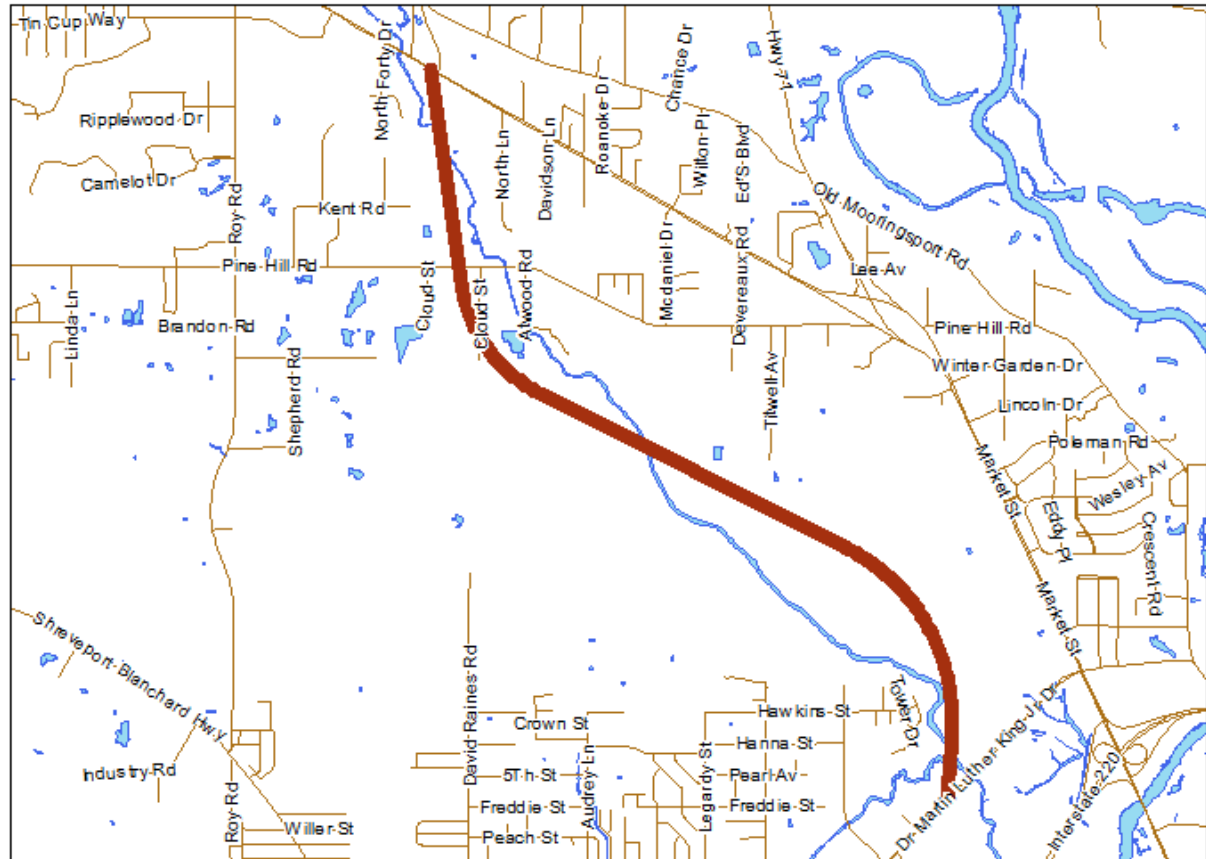 Tin Cup Way
North Forty Dr
Chance Dr
Hwy 71
Ripplewood Dr
Roanoke Dr
Camelot Dr
North Ln
Davidson Ln
Wilton Pl
Ed'S Blvd
Roy Rd
Kent Rd
Old Mooringsport Rd
Pine Hill Rd
Cloud St
Cloud St
Atwood Rd
Mcdaniel Dr
Devereaux Rd
Lee Av
Linda Ln
Brandon Rd
Pine Hill Rd
Winter Garden Dr
Shepherd Rd
Tilwell Av
Lincoln Dr
Poleman Rd
Market St
Wesley Av
Eddy Pl
Crescent Rd
Market St
Shreveport Blanchard Hwy
David Raines Rd
Tower Dr
Hawkins St
Crown St
Hanna St
Industry Rd
5Th St
Audrey Ln
Legardy St
Pearl Av
Dr Martin Luther King Jr Dr
Interstate 220
Freddie St
Freddie St
Roy Rd
Willer St
Peach St